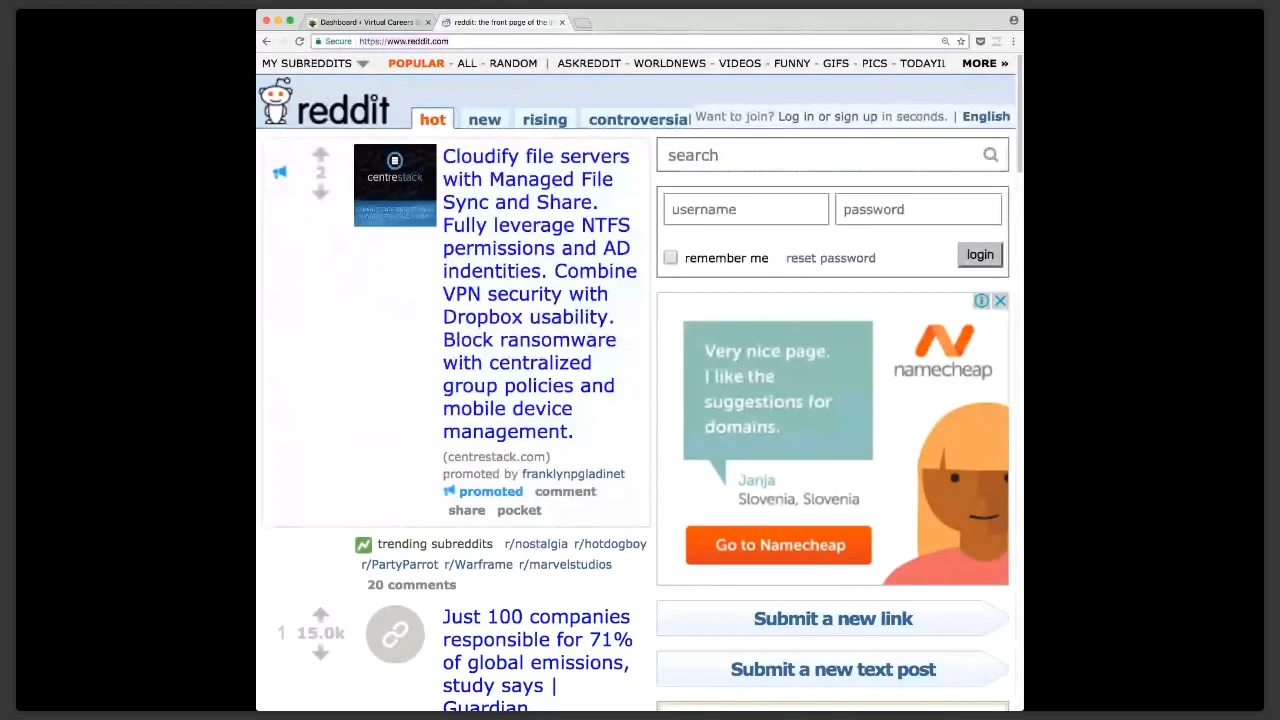 Dashboard ‹ Virtual Careers
reddit: the front page of the in
Secure https://www.reddit.com
MY SUBREDDITS POPULAR - ALL - RANDOM | ASKREDDIT - WORLDNEWS - VIDEOS - FUNNY - GIFS - PICS - TODAYIL MORE »
reddit hot new rising controversial Want to join? Log in or sign up in seconds. | English
2
centrestack
Cloudify file servers
with Managed File
Sync and Share.
Fully leverage NTFS
permissions and AD
indentities. Combine
VPN security with
Dropbox usability.
Block ransomware
with centralized
group policies and
mobile device
management.
(centrestack.com)
promoted by franklynpgladinet
promoted comment
share pocket
trending subreddits r/nostalgia r/hotdogboy
r/PartyParrot r/Warframe r/marvelstudios
20 comments
1 15.0k
Just 100 companies
responsible for 71%
of global emissions,
study says |
Guardian
search
username password
remember me reset password login
Very nice page.
I like the
suggestions for
domains.
Janja
Slovenia, Slovenia
namecheap
Go to Namecheap
Submit a new link
Submit a new text post